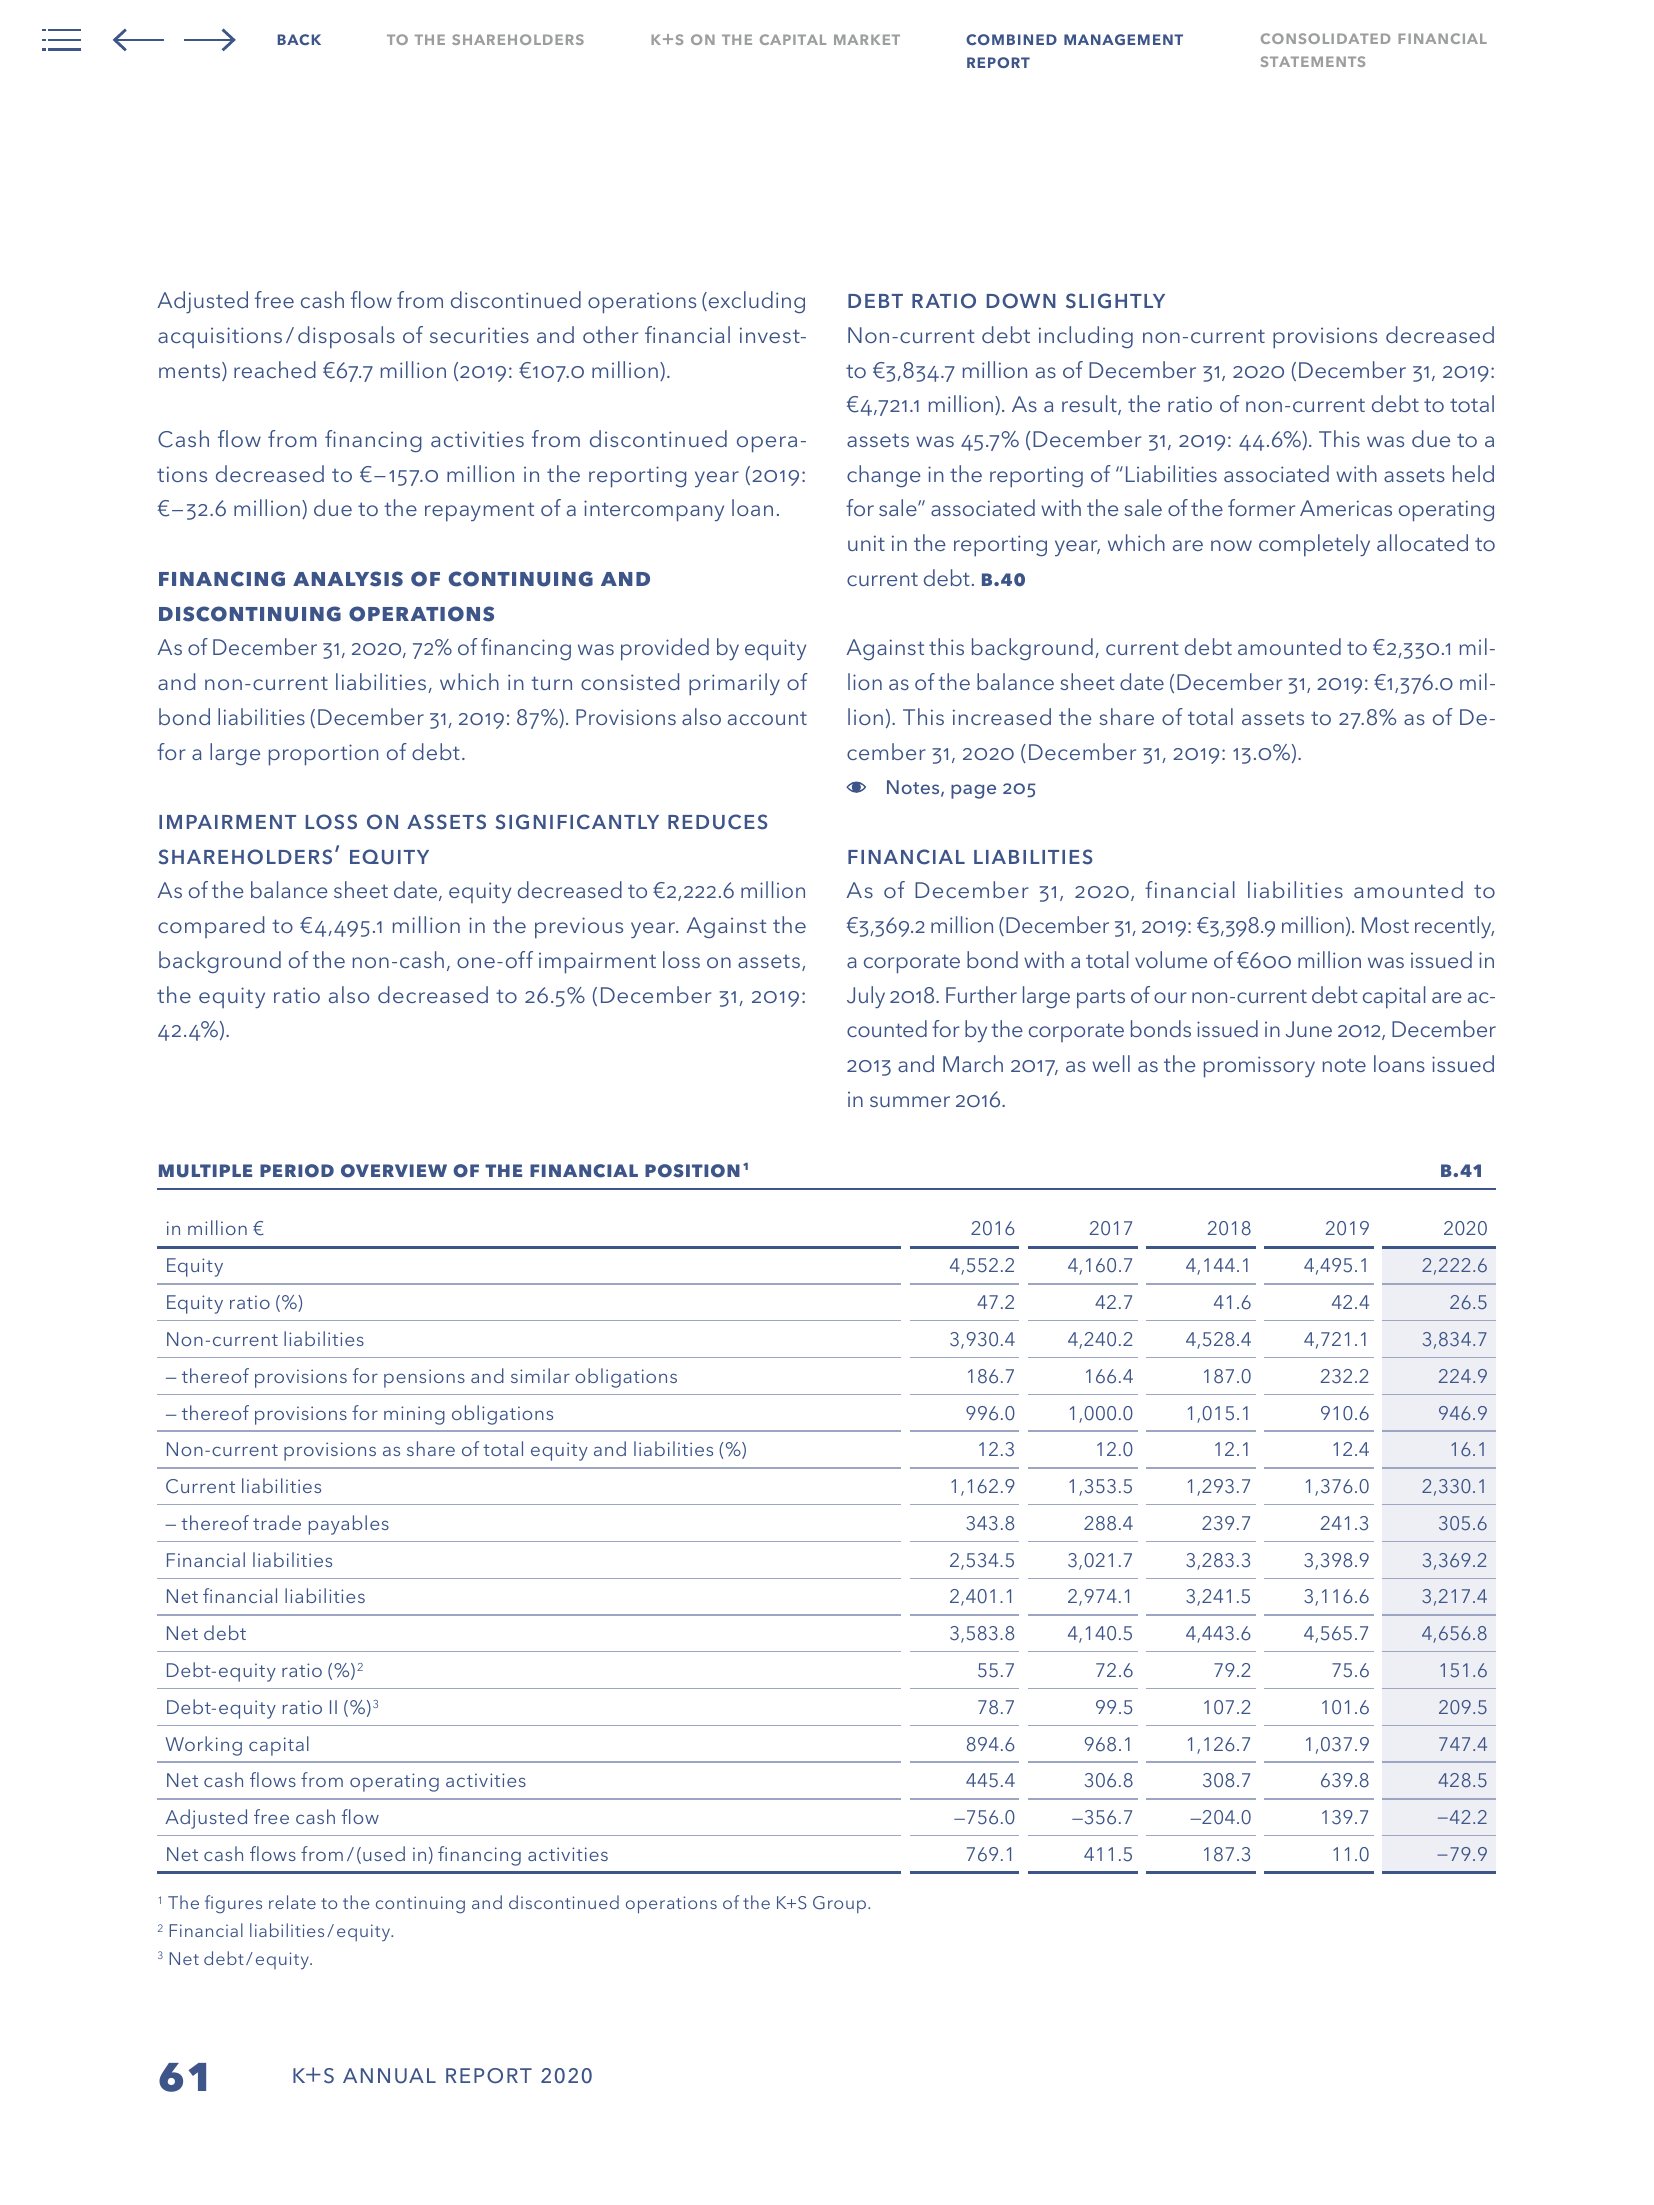 BACK
TO THE SHAREHOLDERS
K+S ON THE CAPITAL MARKET
COMBINED MANAGEMENT
REPORT
CONSOLIDATED FINANCIAL
STATEMENTS
Adjusted free cash flow from discontinued operations (excluding
acquisitions / disposals of securities and other financial invest-
ments) reached €67.7 million (2019: €107.0 million).
Cash flow from financing activities from discontinued opera-
tions decreased to €–157.0 million in the reporting year (2019:
€–32.6 million) due to the repayment of a intercompany loan.
FINANCING ANALYSIS OF CONTINUING AND
DISCONTINUING OPERATIONS
As of December 31, 2020, 72% of financing was provided by equity
and non-current liabilities, which in turn consisted primarily of
bond liabilities (December 31, 2019: 87%). Provisions also account
for a large proportion of debt.
IMPAIRMENT LOSS ON ASSETS SIGNIFICANTLY REDUCES
SHAREHOLDERS’ EQUITY
As of the balance sheet date, equity decreased to €2,222.6 million
compared to €4,495.1 million in the previous year. Against the
background of the non-cash, one-off impairment loss on assets,
the equity ratio also decreased to 26.5% (December 31, 2019:
42.4%).
DEBT RATIO DOWN SLIGHTLY
Non-current debt including non-current provisions decreased
to €3,834.7 million as of December 31, 2020 (December 31, 2019:
€4,721.1 million). As a result, the ratio of non-current debt to total
assets was 45.7% (December 31, 2019: 44.6%). This was due to a
change in the reporting of “Liabilities associated with assets held
for sale” associated with the sale of the former Americas operating
unit in the reporting year, which are now completely allocated to
current debt. B.40
Against this background, current debt amounted to €2,330.1 mil-
lion as of the balance sheet date (December 31, 2019: €1,376.0 mil-
lion). This increased the share of total assets to 27.8% as of De-
cember 31, 2020 (December 31, 2019: 13.0%).
Notes, page 205
FINANCIAL LIABILITIES
As of December 31, 2020, financial liabilities amounted to
€3,369.2 million (December 31, 2019: €3,398.9 million). Most recently,
a corporate bond with a total volume of €600 million was issued in
July 2018. Further large parts of our non-current debt capital are ac-
counted for by the corporate bonds issued in June 2012, December
2013 and March 2017, as well as the promissory note loans issued
in summer 2016.
MULTIPLE PERIOD OVERVIEW OF THE FINANCIAL POSITION¹ B.41
in million € 2016 2017 2018 2019 2020
Equity 4,552.2 4,160.7 4,144.1 4,495.1 2,222.6
Equity ratio (%) 47.2 42.7 41.6 42.4 26.5
Non-current liabilities 3,930.4 4,240.2 4,528.4 4,721.1 3,834.7
– thereof provisions for pensions and similar obligations 186.7 166.4 187.0 232.2 224.9
– thereof provisions for mining obligations 996.0 1,000.0 1,015.1 910.6 946.9
Non-current provisions as share of total equity and liabilities (%) 12.3 12.0 12.1 12.4 16.1
Current liabilities 1,162.9 1,353.5 1,293.7 1,376.0 2,330.1
– thereof trade payables 343.8 288.4 239.7 241.3 305.6
Financial liabilities 2,534.5 3,021.7 3,283.3 3,398.9 3,369.2
Net financial liabilities 2,401.1 2,974.1 3,241.5 3,116.6 3,217.4
Net debt 3,583.8 4,140.5 4,443.6 4,565.7 4,656.8
Debt-equity ratio (%)² 55.7 72.6 79.2 75.6 151.6
Debt-equity ratio II (%)³ 78.7 99.5 107.2 101.6 209.5
Working capital 894.6 968.1 1,126.7 1,037.9 747.4
Net cash flows from operating activities 445.4 306.8 308.7 639.8 428.5
Adjusted free cash flow –756.0 –356.7 –204.0 139.7 –42.2
Net cash flows from / (used in) financing activities 769.1 411.5 187.3 11.0 –79.9
¹ The figures relate to the continuing and discontinued operations of the K+S Group.
² Financial liabilities / equity.
³ Net debt / equity.
61 K+S ANNUAL REPORT 2020